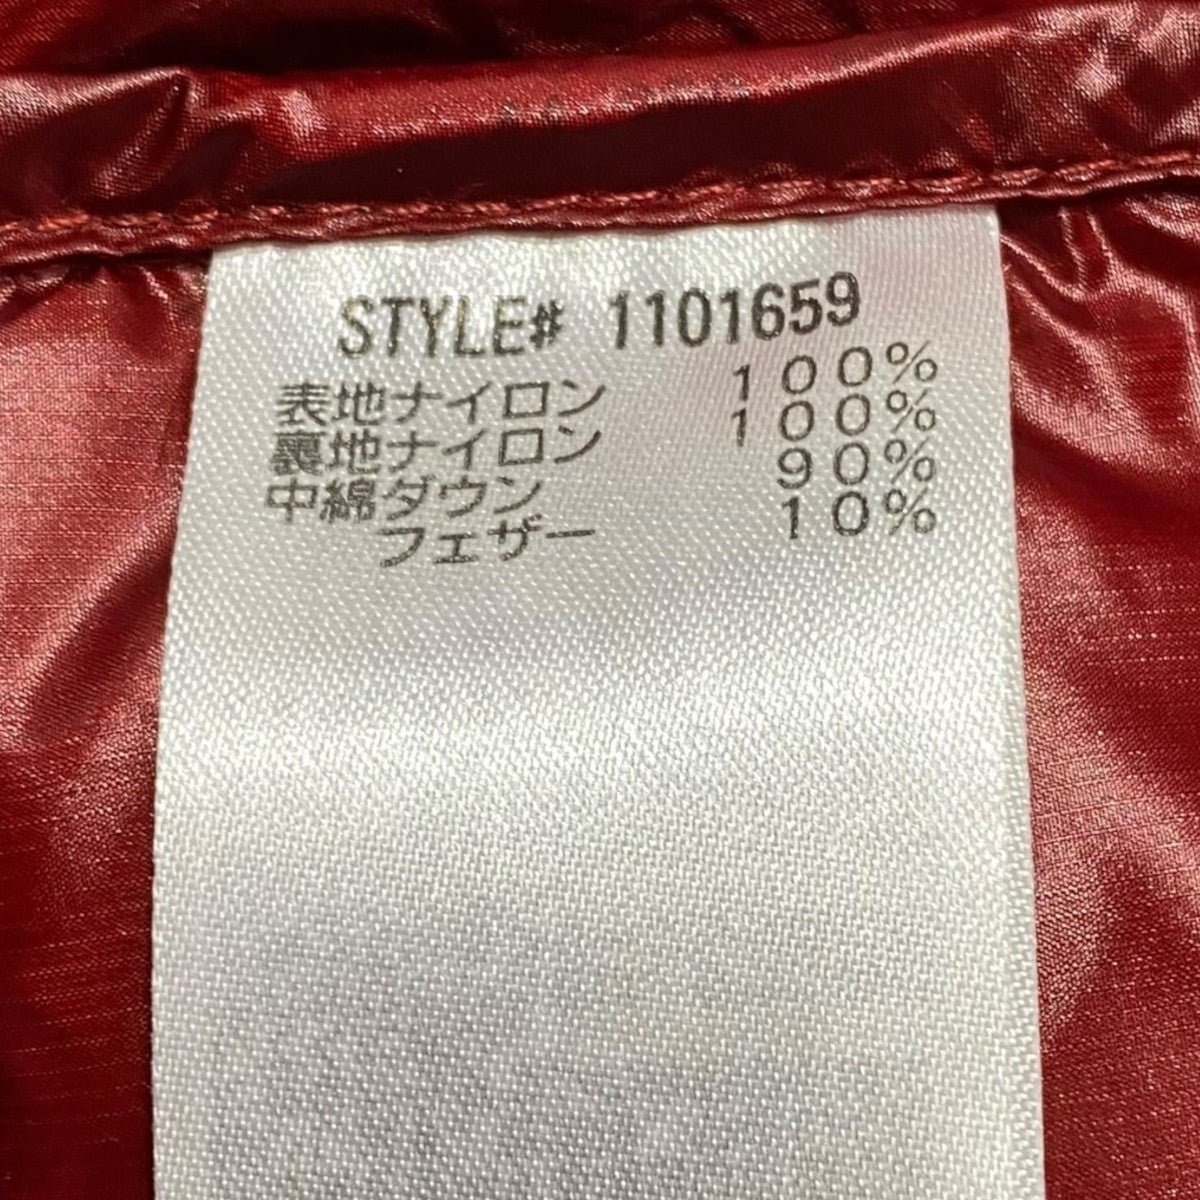 STYLE# 1101659
表地ナイロン 100%
裏地ナイロン 100%
中綿ダウン 90%
フェザー 10%